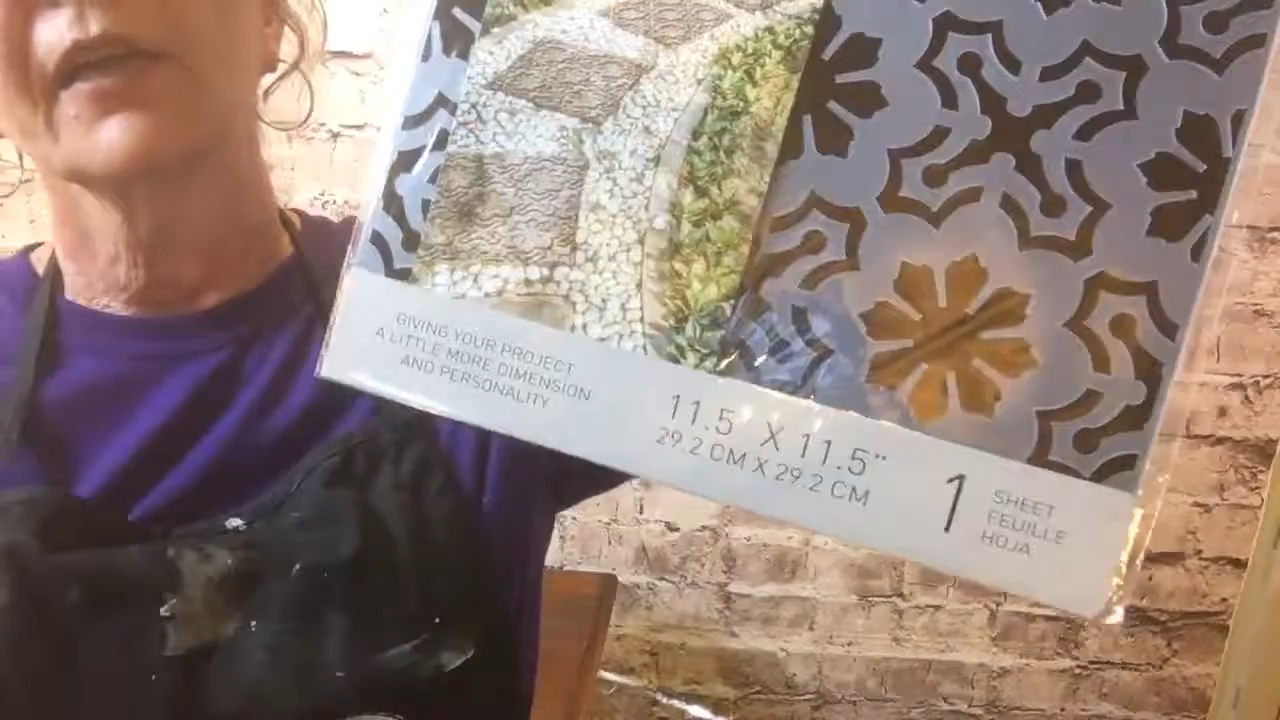 GIVING YOUR PROJECT
A LITTLE MORE DIMENSION
AND PERSONALITY
11.5" X 11.5"
29.2 CM X 29.2 CM
1
SHEET
FEUILLE
HOJA